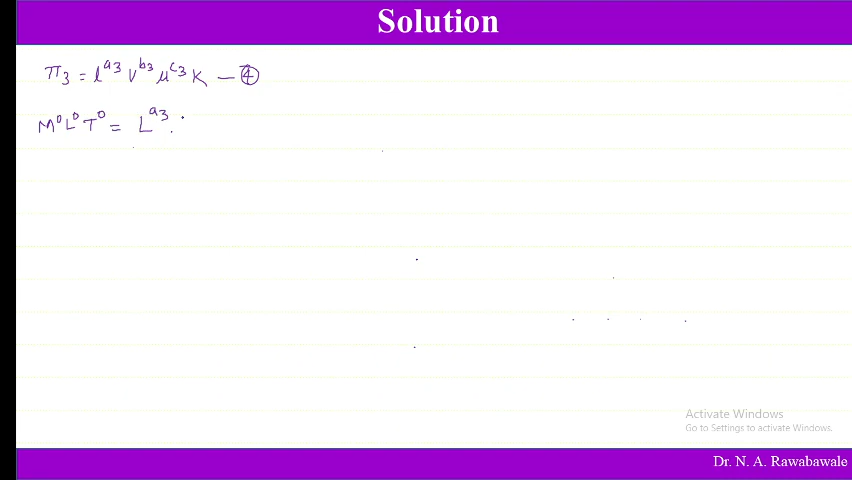 Solution
π₃ = l^a₃ V^b₃ μ^c₃ K — ④
M⁰L⁰T⁰ = L^a₃.
Activate Windows
Go to Settings to activate Windows.
Dr. N. A. Rawabawale